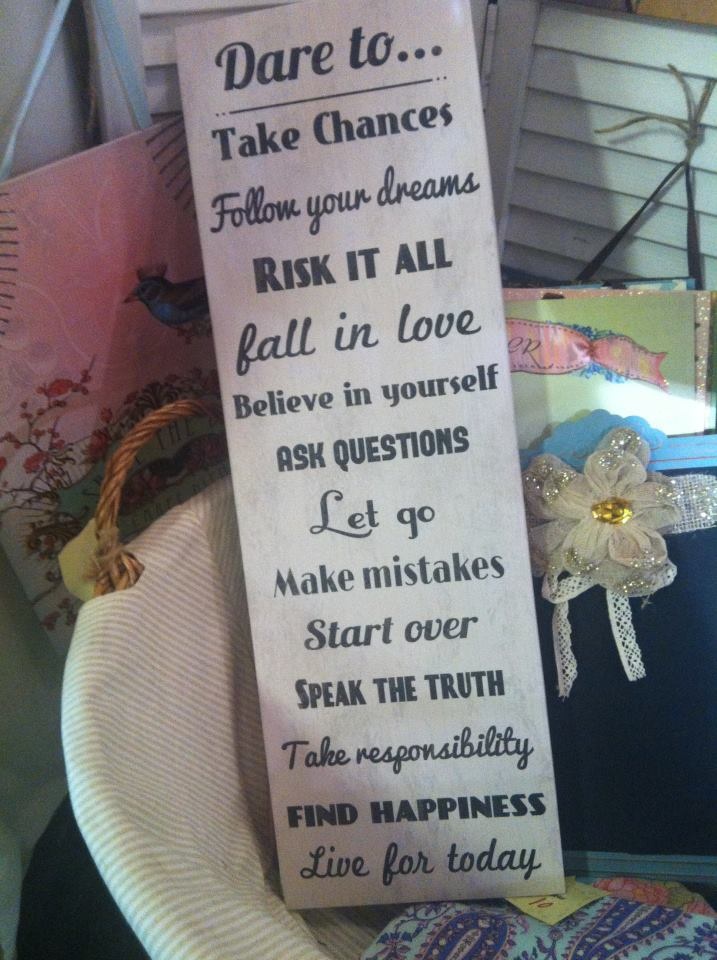 Dare to...
Take Chances
Follow your dreams
RISK IT ALL
fall in love
Believe in yourself
ASK QUESTIONS
Let go
Make mistakes
Start over
SPEAK THE TRUTH
Take responsibility
FIND HAPPINESS
Live for today